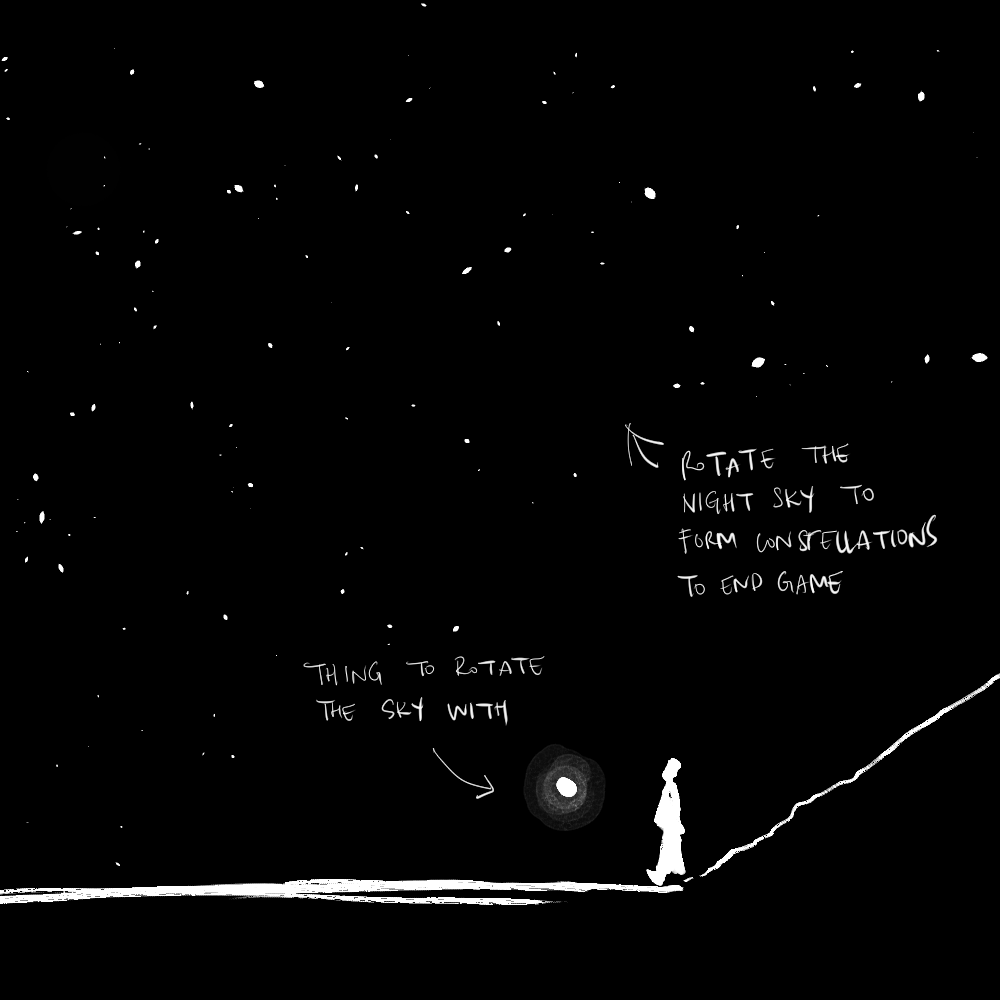 ROTATE THE
NIGHT SKY TO
FORM CONSTELLATIONS
TO END GAME
THING TO ROTATE
THE SKY WITH